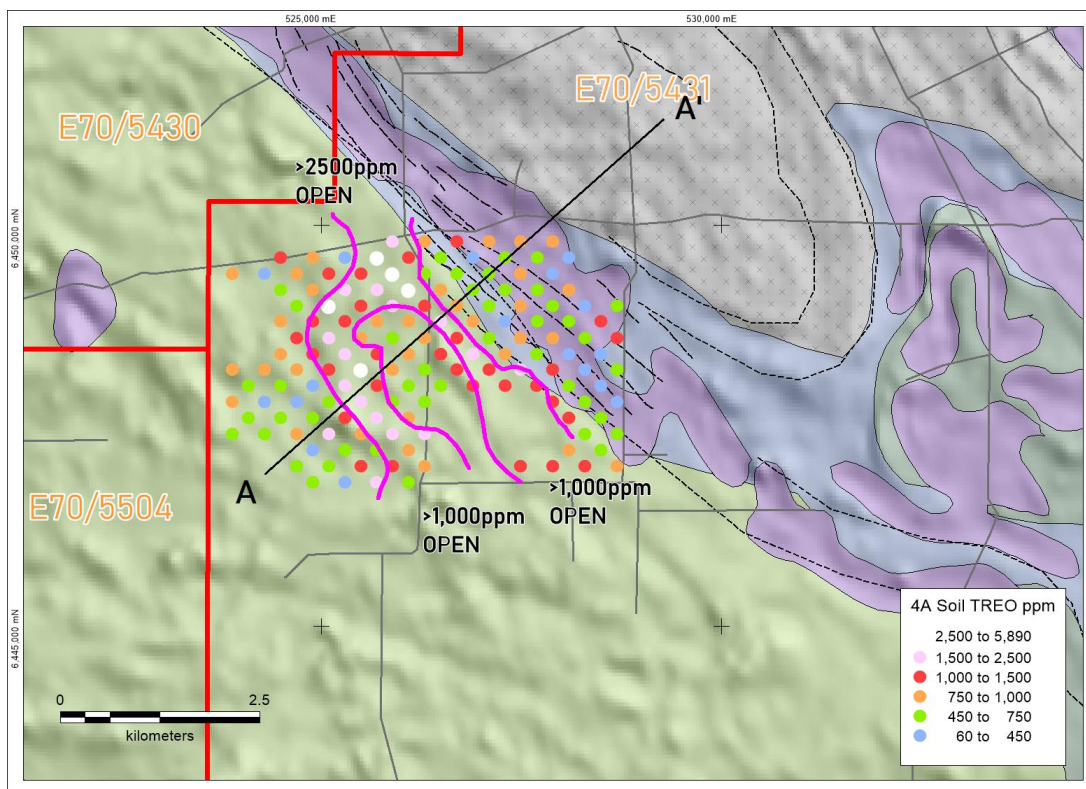 525,000 mE
530,000 mE
E70/5431
A'
E70/5430
>2500ppm
OPEN
6,450,000 mN
A
E70/5504
>1,000ppm
OPEN
>1,000ppm
OPEN
6,445,000 mN
0
2.5
kilometers
4A Soil TREO ppm
2,500 to 5,890
1,500 to 2,500
1,000 to 1,500
750 to 1,000
450 to 750
60 to 450